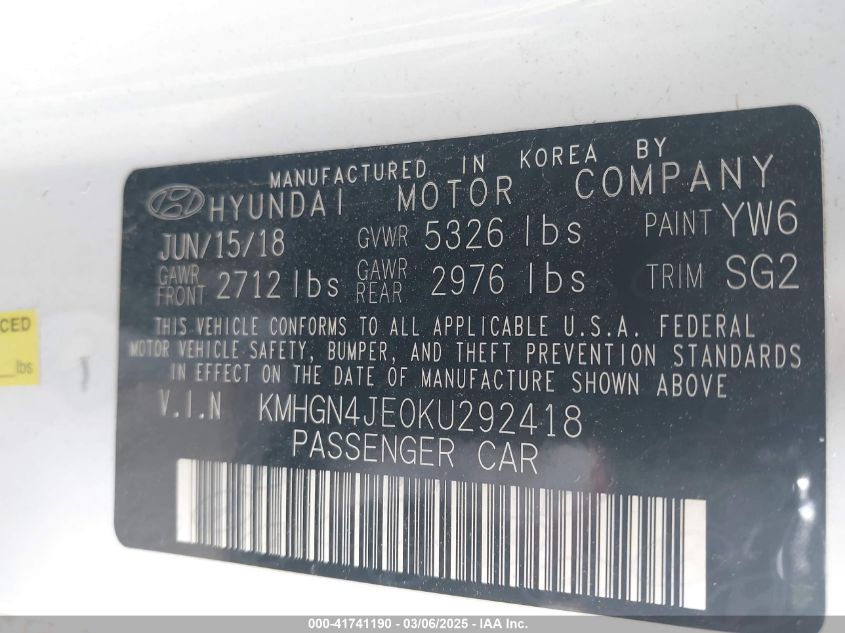 MANUFACTURED IN KOREA BY
HYUNDAI MOTOR COMPANY
JUN/15/18 GVWR 5326 lbs PAINT YW6
GAWR FRONT 2712 lbs GAWR REAR 2976 lbs TRIM SG2
THIS VEHICLE CONFORMS TO ALL APPLICABLE U.S.A. FEDERAL
MOTOR VEHICLE SAFETY, BUMPER, AND THEFT PREVENTION STANDARDS
IN EFFECT ON THE DATE OF MANUFACTURE SHOWN ABOVE
V.I.N KMHGN4JE0KU292418
PASSENGER CAR
CED
lbs
000-41741190 - 03/06/2025 - IAA Inc.